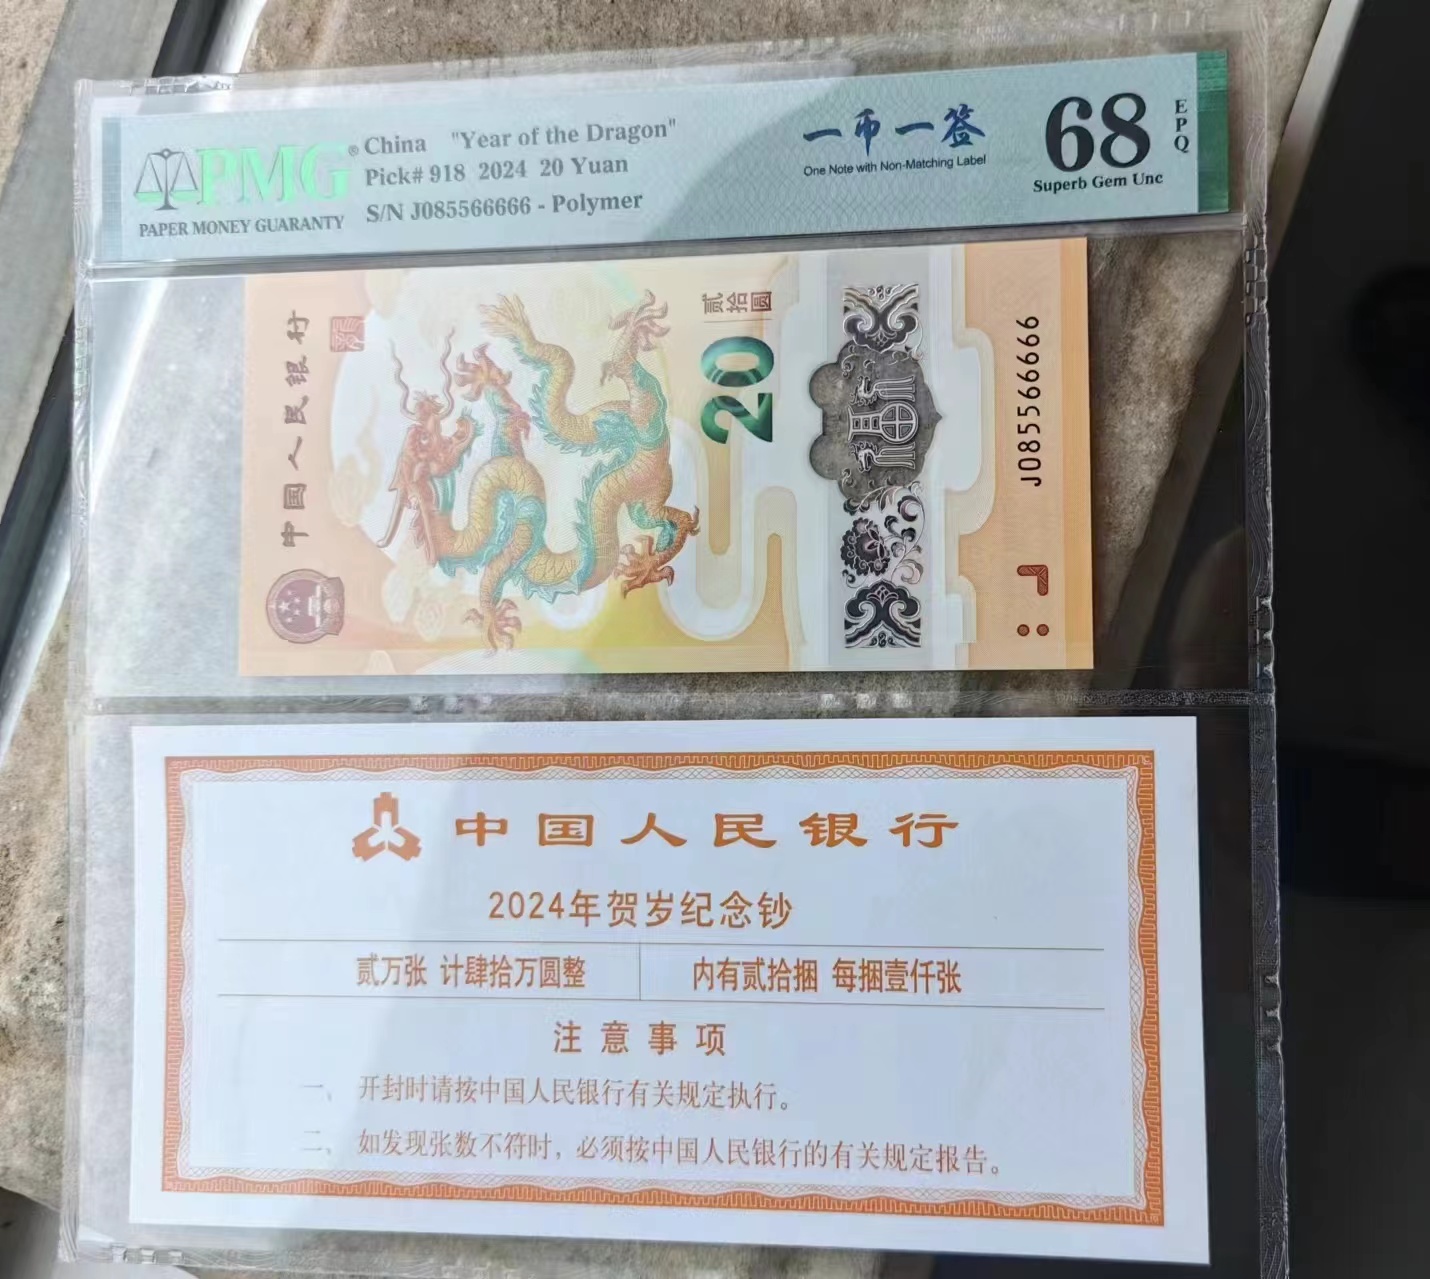 PMG®
PAPER MONEY GUARANTY
China "Year of the Dragon"
Pick# 918 2024 20 Yuan
S/N J085566666 - Polymer
一币一签
One Note with Non-Matching Label
68
EPQ
Superb Gem Unc
中国人民银行
贰拾圆
20
J085566666
中国人民银行
2024年贺岁纪念钞
贰万张 计肆拾万圆整
内有贰拾捆 每捆壹仟张
注意事项
一、 开封时请按中国人民银行有关规定执行。
二、 如发现张数不符时，必须按中国人民银行的有关规定报告。